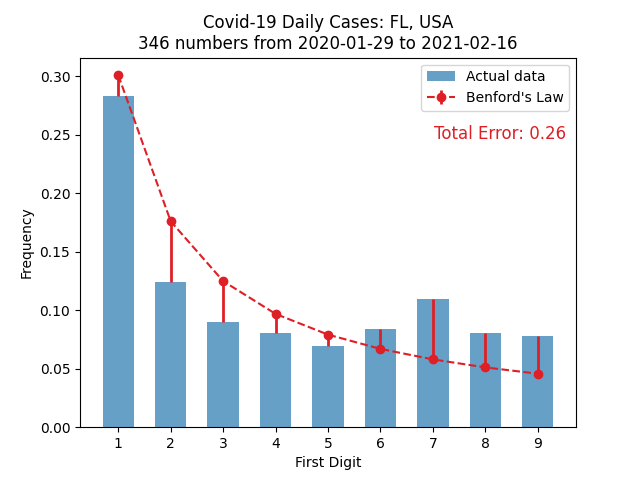 Covid-19 Daily Cases: FL, USA
346 numbers from 2020-01-29 to 2021-02-16
Actual data
Benford's Law
Total Error: 0.26
Frequency
0.30
0.25
0.20
0.15
0.10
0.05
0.00
1 2 3 4 5 6 7 8 9
First Digit